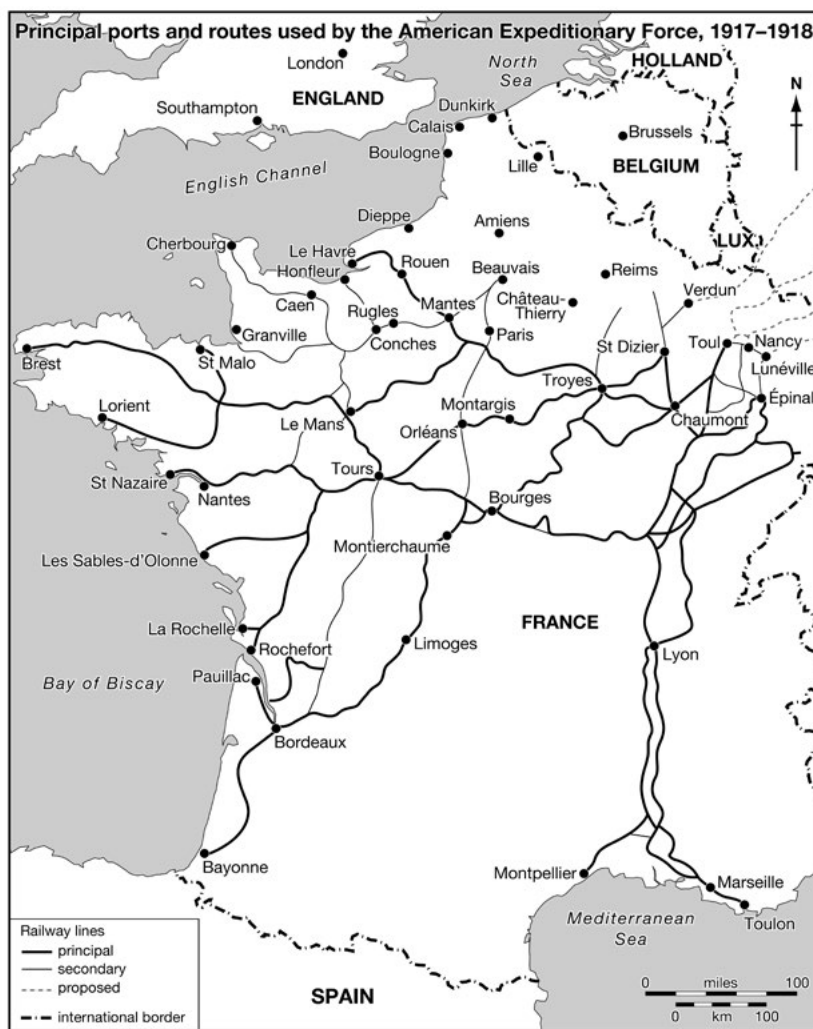 Principal ports and routes used by the American Expeditionary Force, 1917–1918
London
North
Sea
HOLLAND
N
ENGLAND
Southampton
Dunkirk
Calais
Brussels
Boulogne
Lille
BELGIUM
English Channel
Dieppe
Amiens
Cherbourg
LUX.
Le Havre
Honfleur
Rouen
Beauvais
Reims
Verdun
Caen
Rugles
Mantes
Château-
Thierry
Granville
Conches
Paris
St Dizier
Toul
Nancy
Brest
St Malo
Lunéville
Troyes
Lorient
Le Mans
Montargis
Épinal
Orléans
Chaumont
Tours
St Nazaire
Nantes
Bourges
Montierchaume
Les Sables-d'Olonne
FRANCE
La Rochelle
Rochefort
Limoges
Lyon
Bay of Biscay
Pauillac
Bordeaux
Bayonne
Montpellier
Marseille
Toulon
Mediterranean
Sea
Railway lines
principal
secondary
proposed
international border
SPAIN
0 miles 100
0 km 100